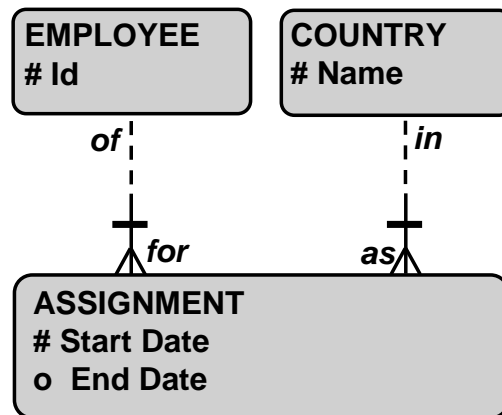 EMPLOYEE
# Id
COUNTRY
# Name
of
in
for
as
ASSIGNMENT
# Start Date
o End Date